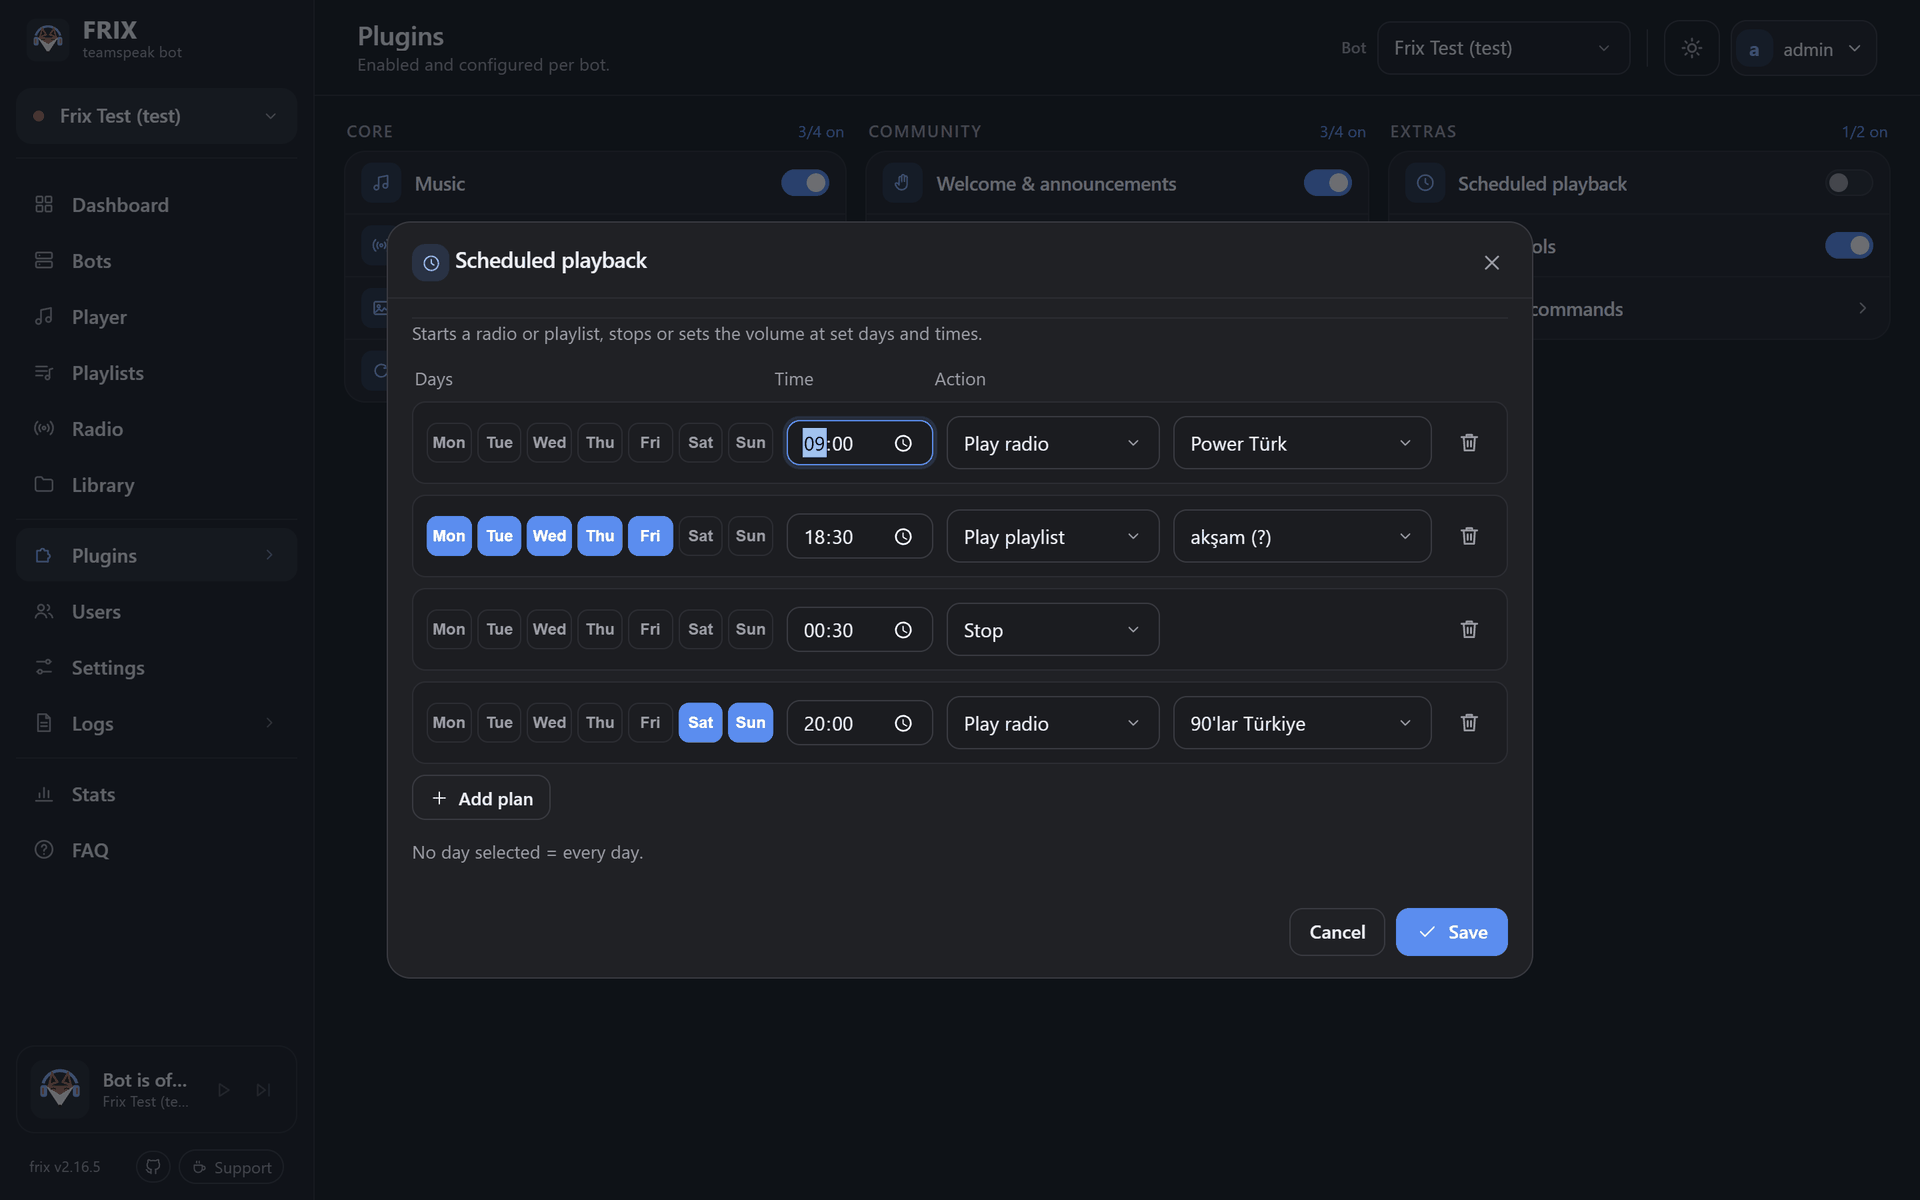 FRIX
teamspeak bot
Frix Test (test)
Dashboard
Bots
Player
Playlists
Radio
Library
Plugins
Users
Settings
Logs
Stats
FAQ
Bot is of...
Frix Test (te...
frix v2.16.5
Support
Plugins
Enabled and configured per bot.
Bot
Frix Test (test)
a
admin
CORE
3/4 on
COMMUNITY
3/4 on
EXTRAS
1/2 on
Music
Welcome & announcements
Scheduled playback
ols
commands
Scheduled playback
Starts a radio or playlist, stops or sets the volume at set days and times.
Days Time Action
Mon Tue Wed Thu Fri Sat Sun 09:00 Play radio Power Türk
Mon Tue Wed Thu Fri Sat Sun 18:30 Play playlist akşam (?)
Mon Tue Wed Thu Fri Sat Sun 00:30 Stop
Mon Tue Wed Thu Fri Sat Sun 20:00 Play radio 90'lar Türkiye
+ Add plan
No day selected = every day.
Cancel
Save